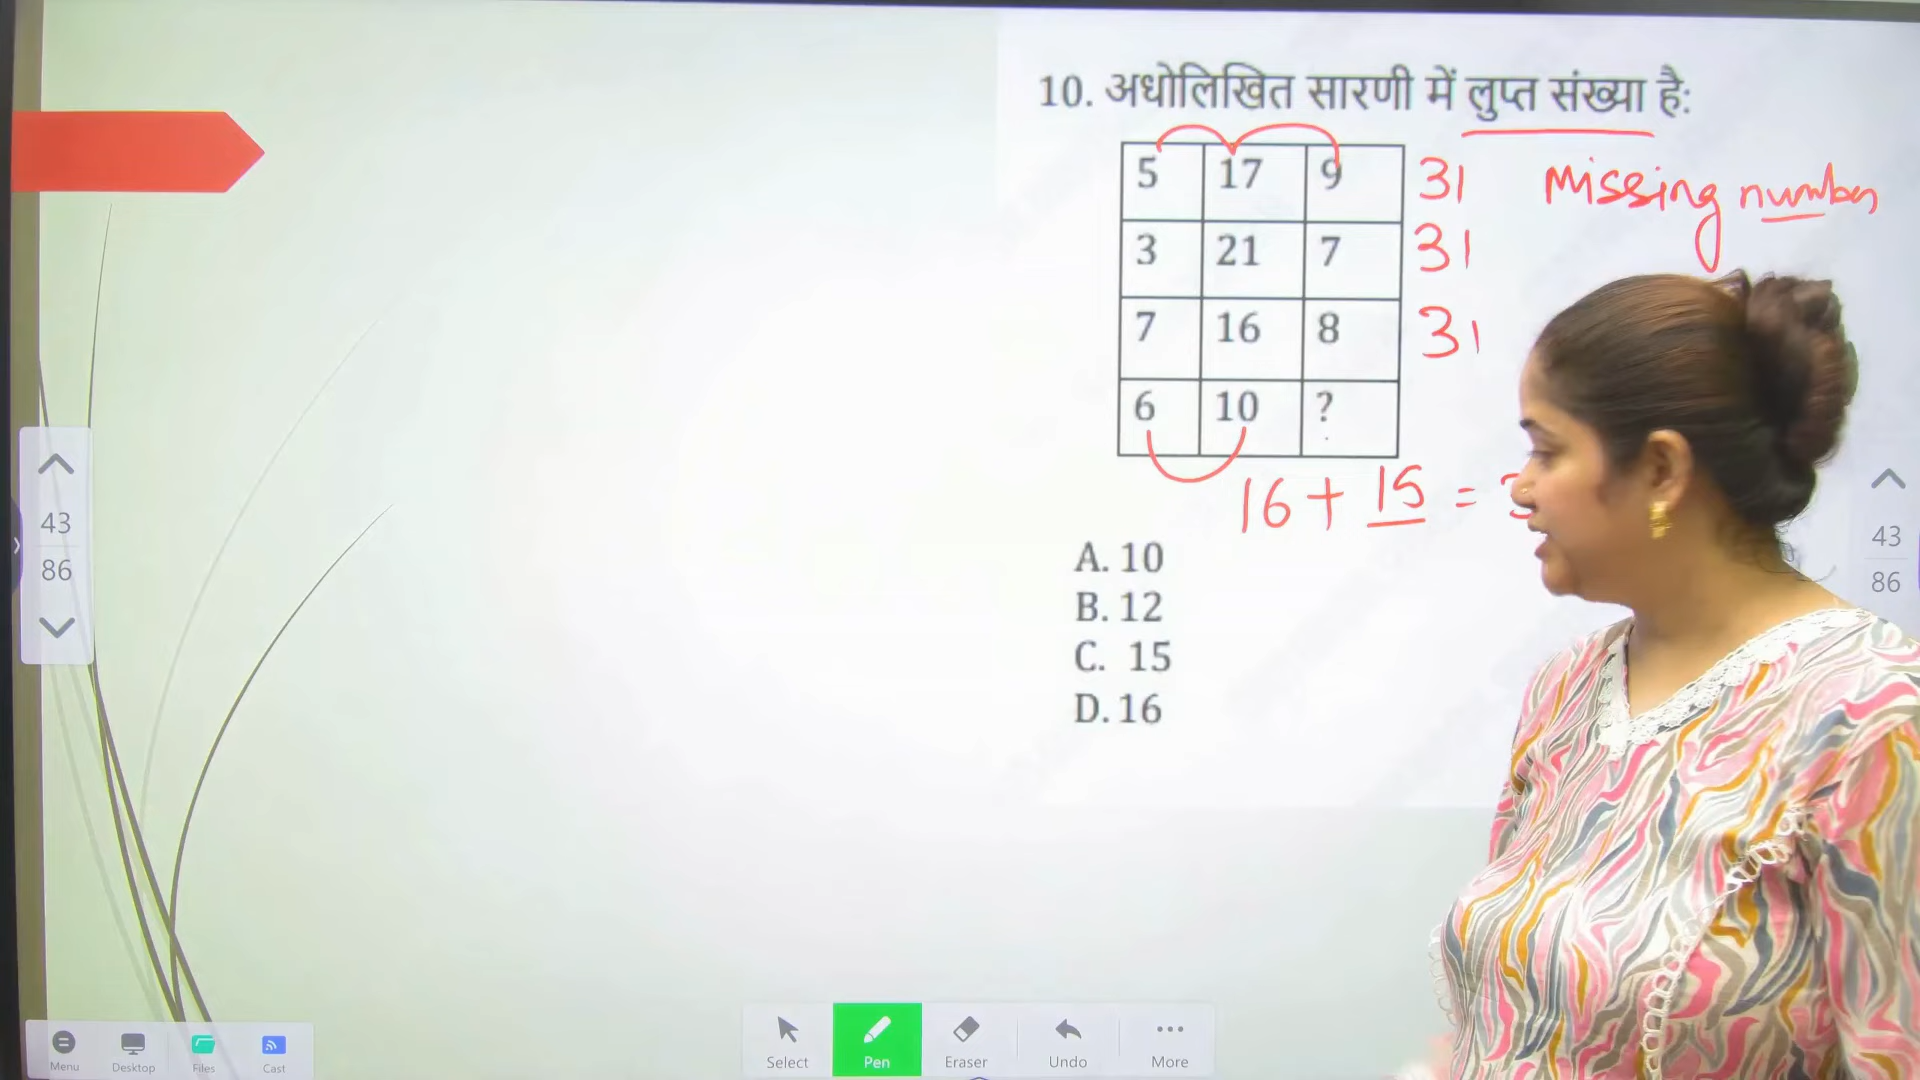 10. अधोलिखित सारणी में लुप्त संख्या है:
5 17 9 31 Missing number
3 21 7 31
7 16 8 31
6 10 ?
16 + 15 =
A. 10
B. 12
C. 15
D. 16
43
86
43
86
Menu Desktop Files Cast
Select Pen Eraser Undo More